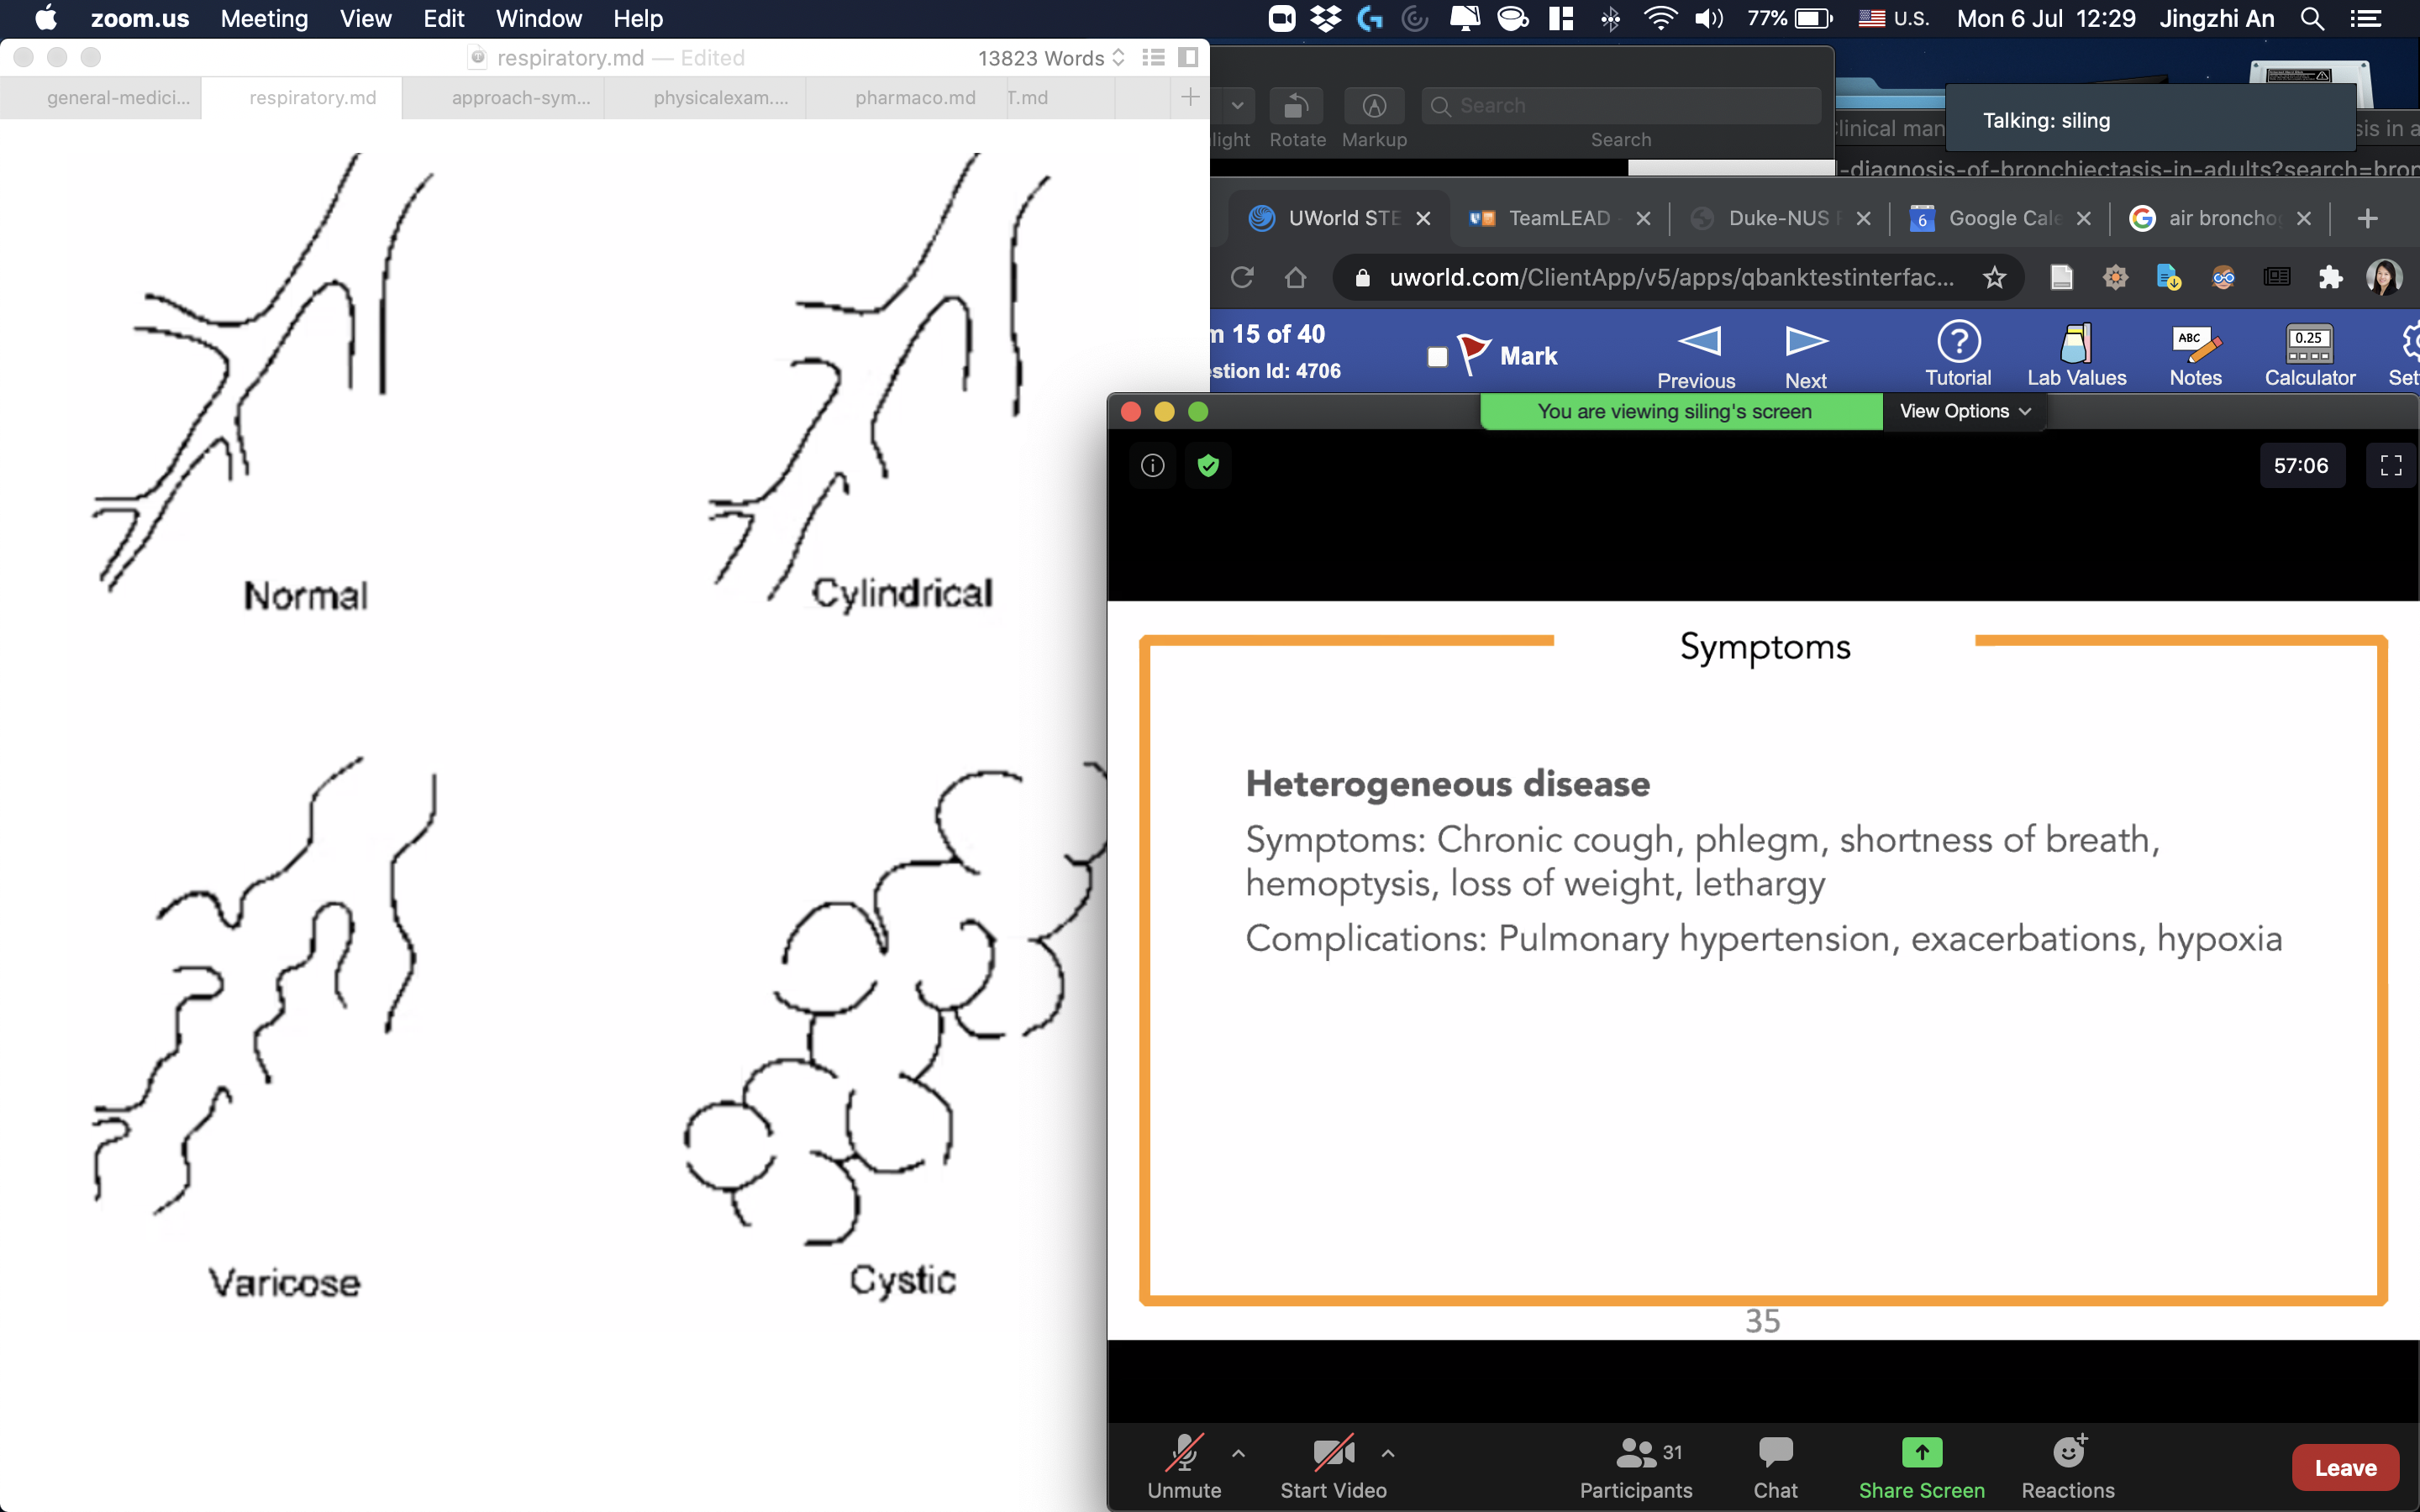 zoom.us Meeting View Edit Window Help
77% U.S. Mon 6 Jul 12:29 Jingzhi An
respiratory.md — Edited
13823 Words
general-medici... respiratory.md approach-sym... physicalexam.... pharmaco.md T.md
Normal
Cylindrical
Varicose
Cystic
Search
light Rotate Markup Search
Talking: siling
-diagnosis-of-bronchiectasis-in-adults?search=bron
UWorld STE TeamLEAD Duke-NUS Google Cale air broncho
uworld.com/ClientApp/v5/apps/qbanktestinterfac...
15 of 40
Id: 4706
Mark
Previous
Next
Tutorial
Lab Values
ABC
Notes
0.25
Calculator
You are viewing siling's screen
View Options
57:06
Symptoms
Heterogeneous disease
Symptoms: Chronic cough, phlegm, shortness of breath,
hemoptysis, loss of weight, lethargy
Complications: Pulmonary hypertension, exacerbations, hypoxia
35
Unmute
Start Video
31
Participants
Chat
Share Screen
Reactions
Leave